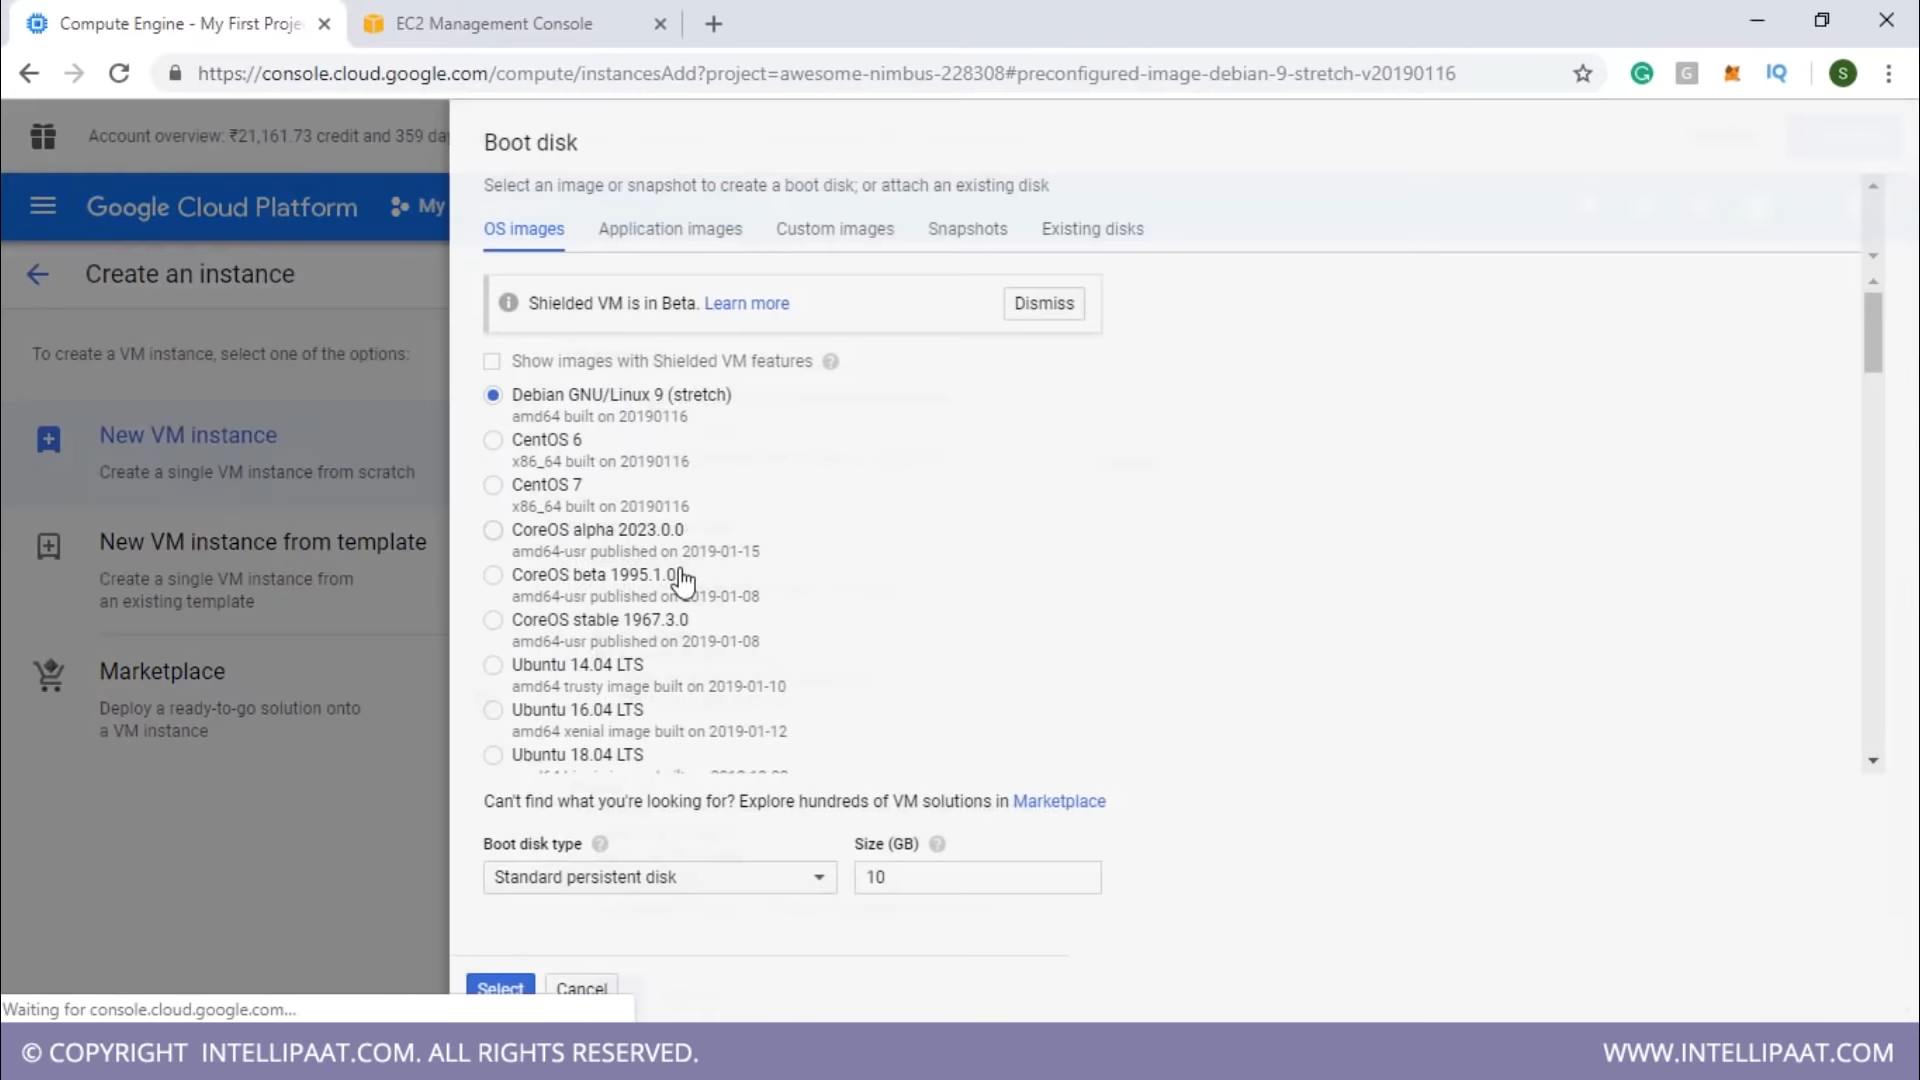 Compute Engine - My First Proje
EC2 Management Console
https://console.cloud.google.com/compute/instancesAdd?project=awesome-nimbus-228308#preconfigured-image-debian-9-stretch-v20190116
G
IQ
S
Account overview: ₹21,161.73 credit and 359 da
Google Cloud Platform
My
Create an instance
To create a VM instance, select one of the options:
New VM instance
Create a single VM instance from scratch
New VM instance from template
Create a single VM instance from
an existing template
Marketplace
Deploy a ready-to-go solution onto
a VM instance
Boot disk
Select an image or snapshot to create a boot disk; or attach an existing disk
OS images
Application images
Custom images
Snapshots
Existing disks
Shielded VM is in Beta. Learn more
Dismiss
Show images with Shielded VM features
Debian GNU/Linux 9 (stretch)
amd64 built on 20190116
CentOS 6
x86_64 built on 20190116
CentOS 7
x86_64 built on 20190116
CoreOS alpha 2023.0.0
amd64-usr published on 2019-01-15
CoreOS beta 1995.1.0
amd64-usr published on 2019-01-08
CoreOS stable 1967.3.0
amd64-usr published on 2019-01-08
Ubuntu 14.04 LTS
amd64 trusty image built on 2019-01-10
Ubuntu 16.04 LTS
amd64 xenial image built on 2019-01-12
Ubuntu 18.04 LTS
Can't find what you're looking for? Explore hundreds of VM solutions in Marketplace
Boot disk type
Size (GB)
Standard persistent disk
10
Select
Cancel
Waiting for console.cloud.google.com...
© COPYRIGHT INTELLIPAAT.COM. ALL RIGHTS RESERVED.
WWW.INTELLIPAAT.COM